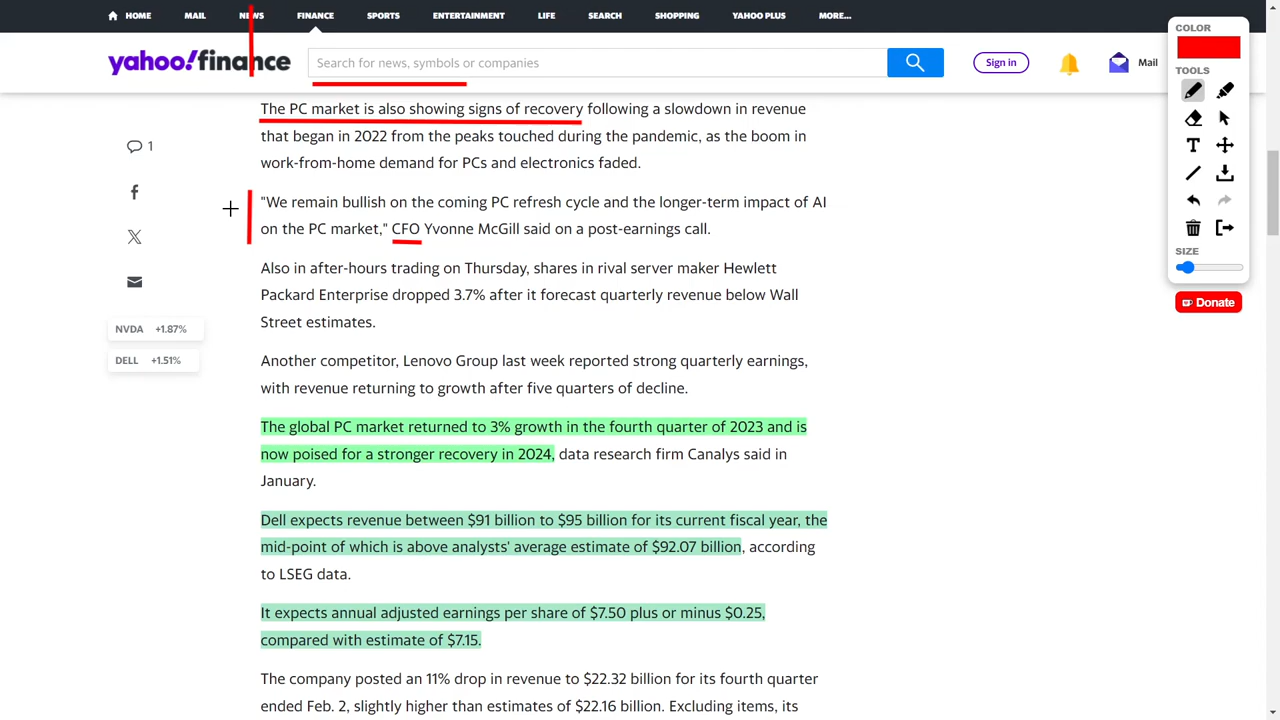 HOME MAIL NEWS FINANCE SPORTS ENTERTAINMENT LIFE SEARCH SHOPPING YAHOO PLUS MORE...
yahoo!finance
Search for news, symbols or companies
Sign in
Mail
COLOR
TOOLS
T
SIZE
Donate
1
NVDA +1.87%
DELL +1.51%
The PC market is also showing signs of recovery following a slowdown in revenue
that began in 2022 from the peaks touched during the pandemic, as the boom in
work-from-home demand for PCs and electronics faded.
"We remain bullish on the coming PC refresh cycle and the longer-term impact of AI
on the PC market," CFO Yvonne McGill said on a post-earnings call.
Also in after-hours trading on Thursday, shares in rival server maker Hewlett
Packard Enterprise dropped 3.7% after it forecast quarterly revenue below Wall
Street estimates.
Another competitor, Lenovo Group last week reported strong quarterly earnings,
with revenue returning to growth after five quarters of decline.
The global PC market returned to 3% growth in the fourth quarter of 2023 and is
now poised for a stronger recovery in 2024, data research firm Canalys said in
January.
Dell expects revenue between $91 billion to $95 billion for its current fiscal year, the
mid-point of which is above analysts' average estimate of $92.07 billion, according
to LSEG data.
It expects annual adjusted earnings per share of $7.50 plus or minus $0.25,
compared with estimate of $7.15.
The company posted an 11% drop in revenue to $22.32 billion for its fourth quarter
ended Feb. 2, slightly higher than estimates of $22.16 billion. Excluding items, its